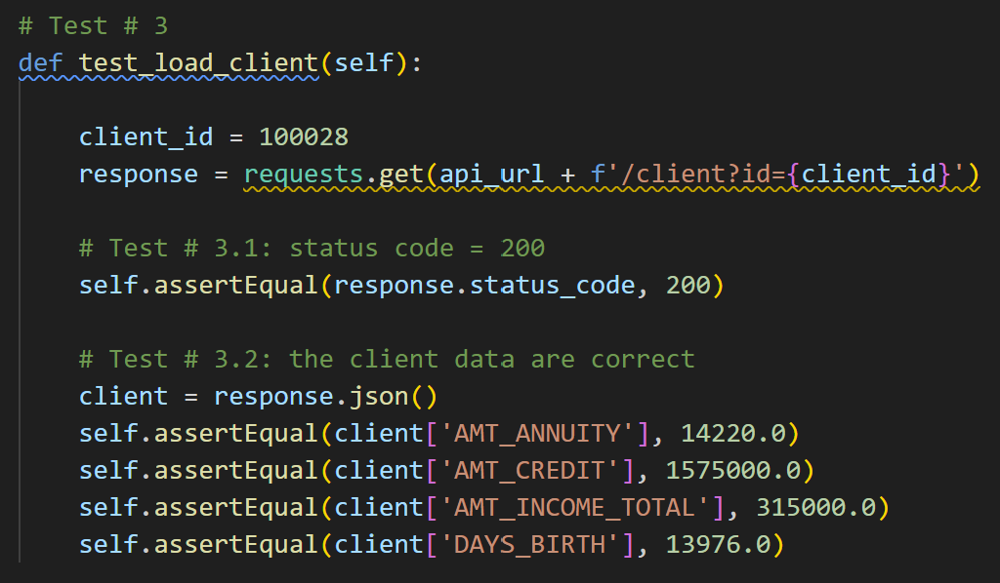 # Test # 3
def test_load_client(self):
client_id = 100028
response = requests.get(api_url + f'/client?id={client_id}')
# Test # 3.1: status code = 200
self.assertEqual(response.status_code, 200)
# Test # 3.2: the client data are correct
client = response.json()
self.assertEqual(client['AMT_ANNUITY'], 14220.0)
self.assertEqual(client['AMT_CREDIT'], 1575000.0)
self.assertEqual(client['AMT_INCOME_TOTAL'], 315000.0)
self.assertEqual(client['DAYS_BIRTH'], 13976.0)